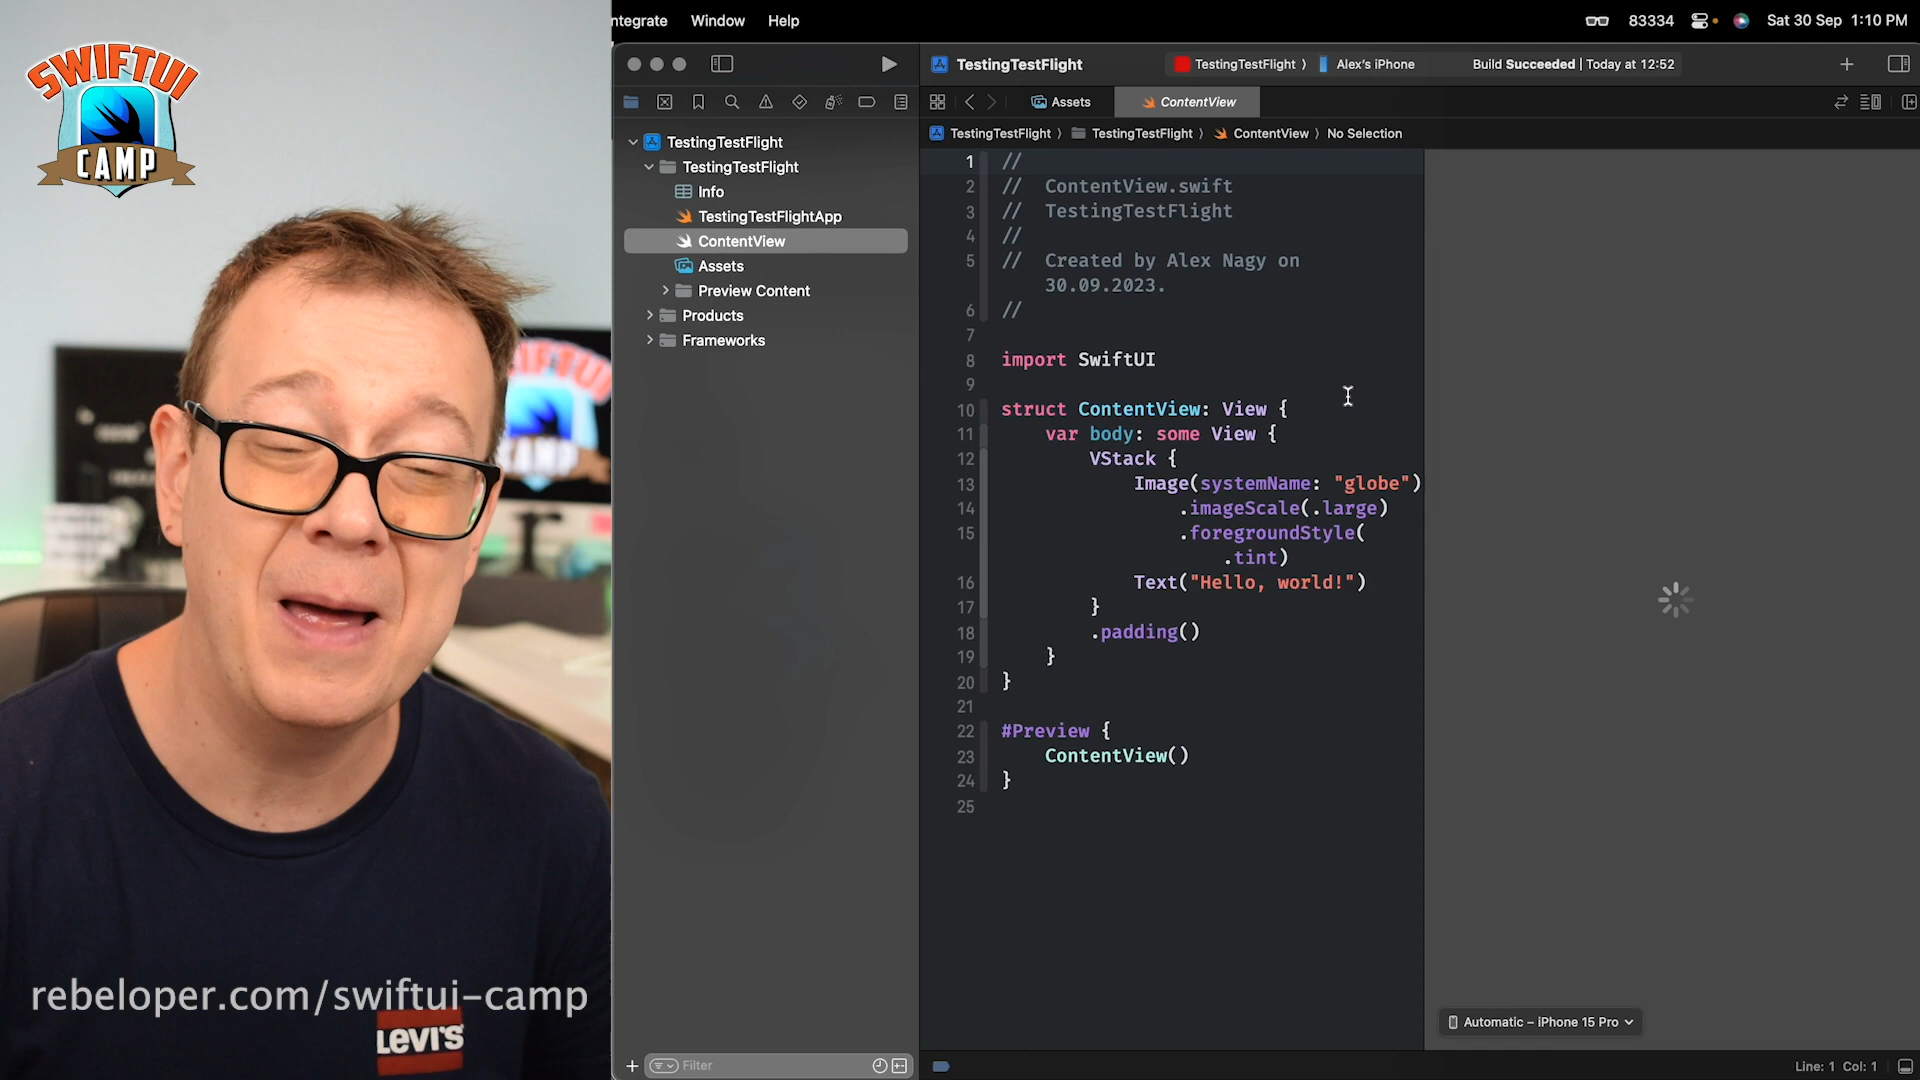 SWIFTUI
CAMP
SWIFTUI
CAMP
rebeloper.com/swiftui-camp
LEVI'S
ntegrate Window Help
83334 Sat 30 Sep 1:10 PM
TestingTestFlight
TestingTestFlight 〉 Alex's iPhone
Build Succeeded | Today at 12:52
Assets
ContentView
TestingTestFlight 〉 TestingTestFlight 〉 ContentView 〉 No Selection
TestingTestFlight
TestingTestFlight
Info
TestingTestFlightApp
ContentView
Assets
Preview Content
Products
Frameworks
Filter
1 //
2 // ContentView.swift
3 // TestingTestFlight
4 //
5 // Created by Alex Nagy on
30.09.2023.
6 //
7
8 import SwiftUI
9
10 struct ContentView: View {
11 var body: some View {
12 VStack {
13 Image(systemName: "globe")
14 .imageScale(.large)
15 .foregroundStyle(
.tint)
16 Text("Hello, world!")
17 }
18 .padding()
19 }
20 }
21
22 #Preview {
23 ContentView()
24 }
25
Automatic – iPhone 15 Pro
Line: 1 Col: 1